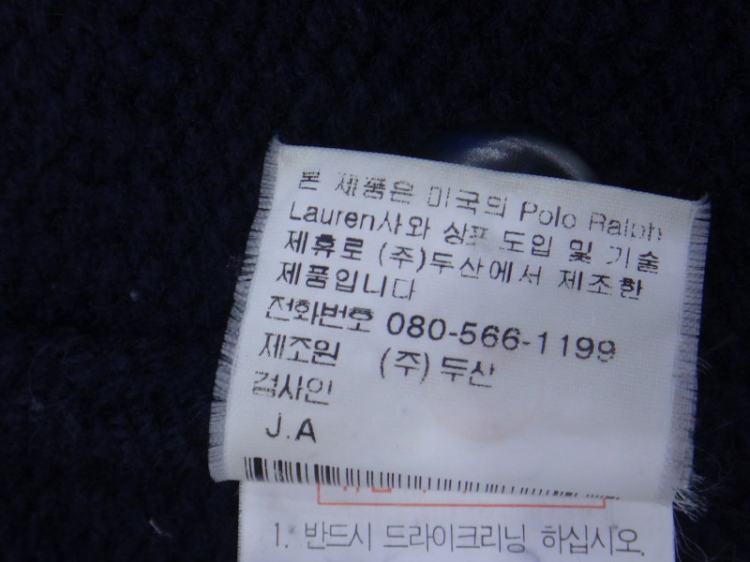 본 제품은 미국의 Polo Ralph
Lauren사와 상표 도입 및 기술
제휴로 (주)두산에서 제조한
제품입니다
전화번호 080-566-1199
제조원 (주)두산
검사인
J.A
1. 반드시 드라이크리닝 하십시오.